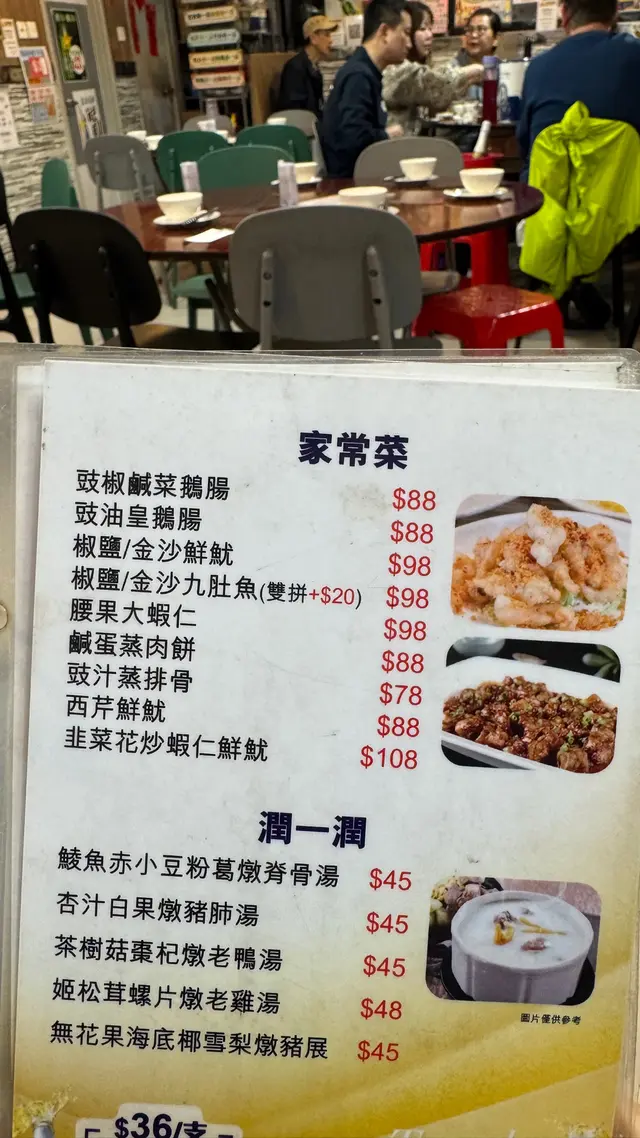 家常菜
豉椒鹹菜鵝腸 $88
豉油皇鵝腸 $88
椒鹽/金沙鮮魷 $98
椒鹽/金沙九肚魚(雙拼+$20) $98
腰果大蝦仁 $98
鹹蛋蒸肉餅 $88
豉汁蒸排骨 $78
西芹鮮魷 $88
韭菜花炒蝦仁鮮魷 $108
潤一潤
鯪魚赤小豆粉葛燉脊骨湯 $45
杏汁白果燉豬肺湯 $45
茶樹菇棗杞燉老鴨湯 $45
姬松茸螺片燉老雞湯 $48
無花果海底椰雪梨燉豬展 $45
圖片僅供參考
$36/支